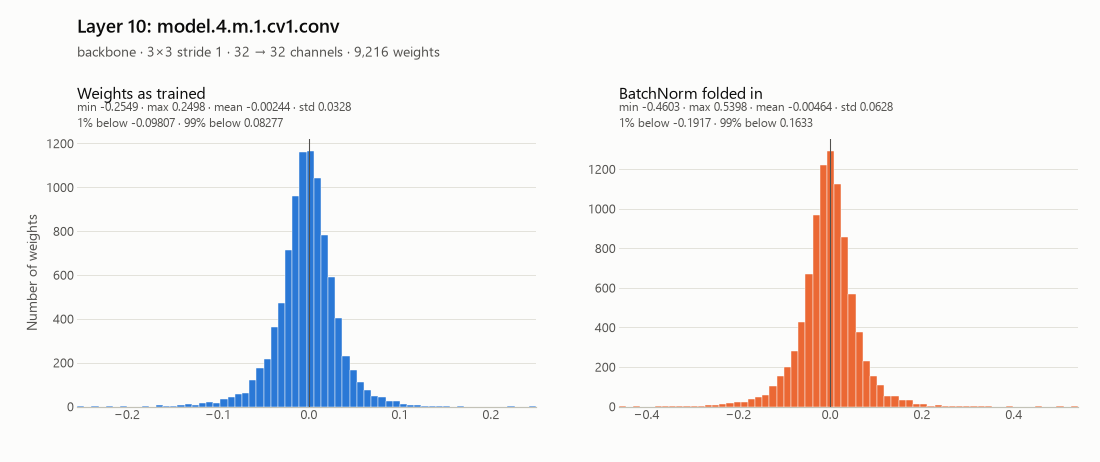 Layer 10: model.4.m.1.cv1.conv
backbone · 3×3 stride 1 · 32 → 32 channels · 9,216 weights
Weights as trained
min -0.2549 · max 0.2498 · mean -0.00244 · std 0.0328
1% below -0.09807 · 99% below 0.08277
Number of weights
1200
1000
800
600
400
200
0
−0.2 −0.1 0.0 0.1 0.2
BatchNorm folded in
min -0.4603 · max 0.5398 · mean -0.00464 · std 0.0628
1% below -0.1917 · 99% below 0.1633
1200
1000
800
600
400
200
0
−0.4 −0.2 0.0 0.2 0.4